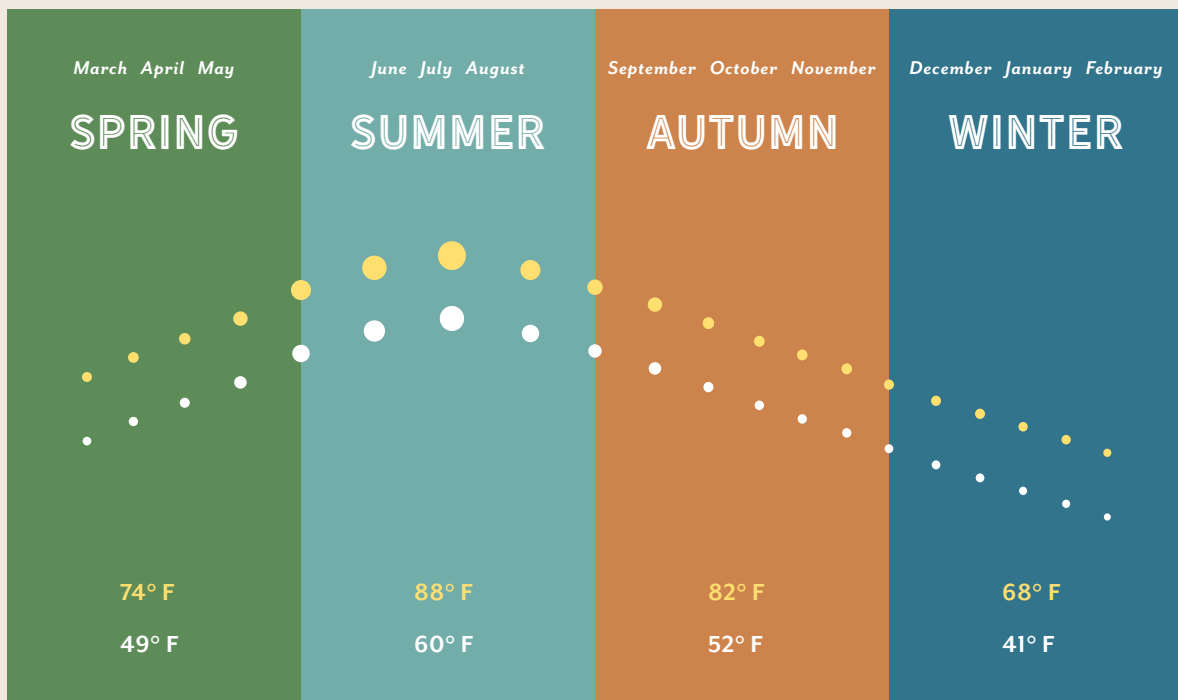 March April May
SPRING
74° F
49° F
June July August
SUMMER
88° F
60° F
September October November
AUTUMN
82° F
52° F
December January February
WINTER
68° F
41° F